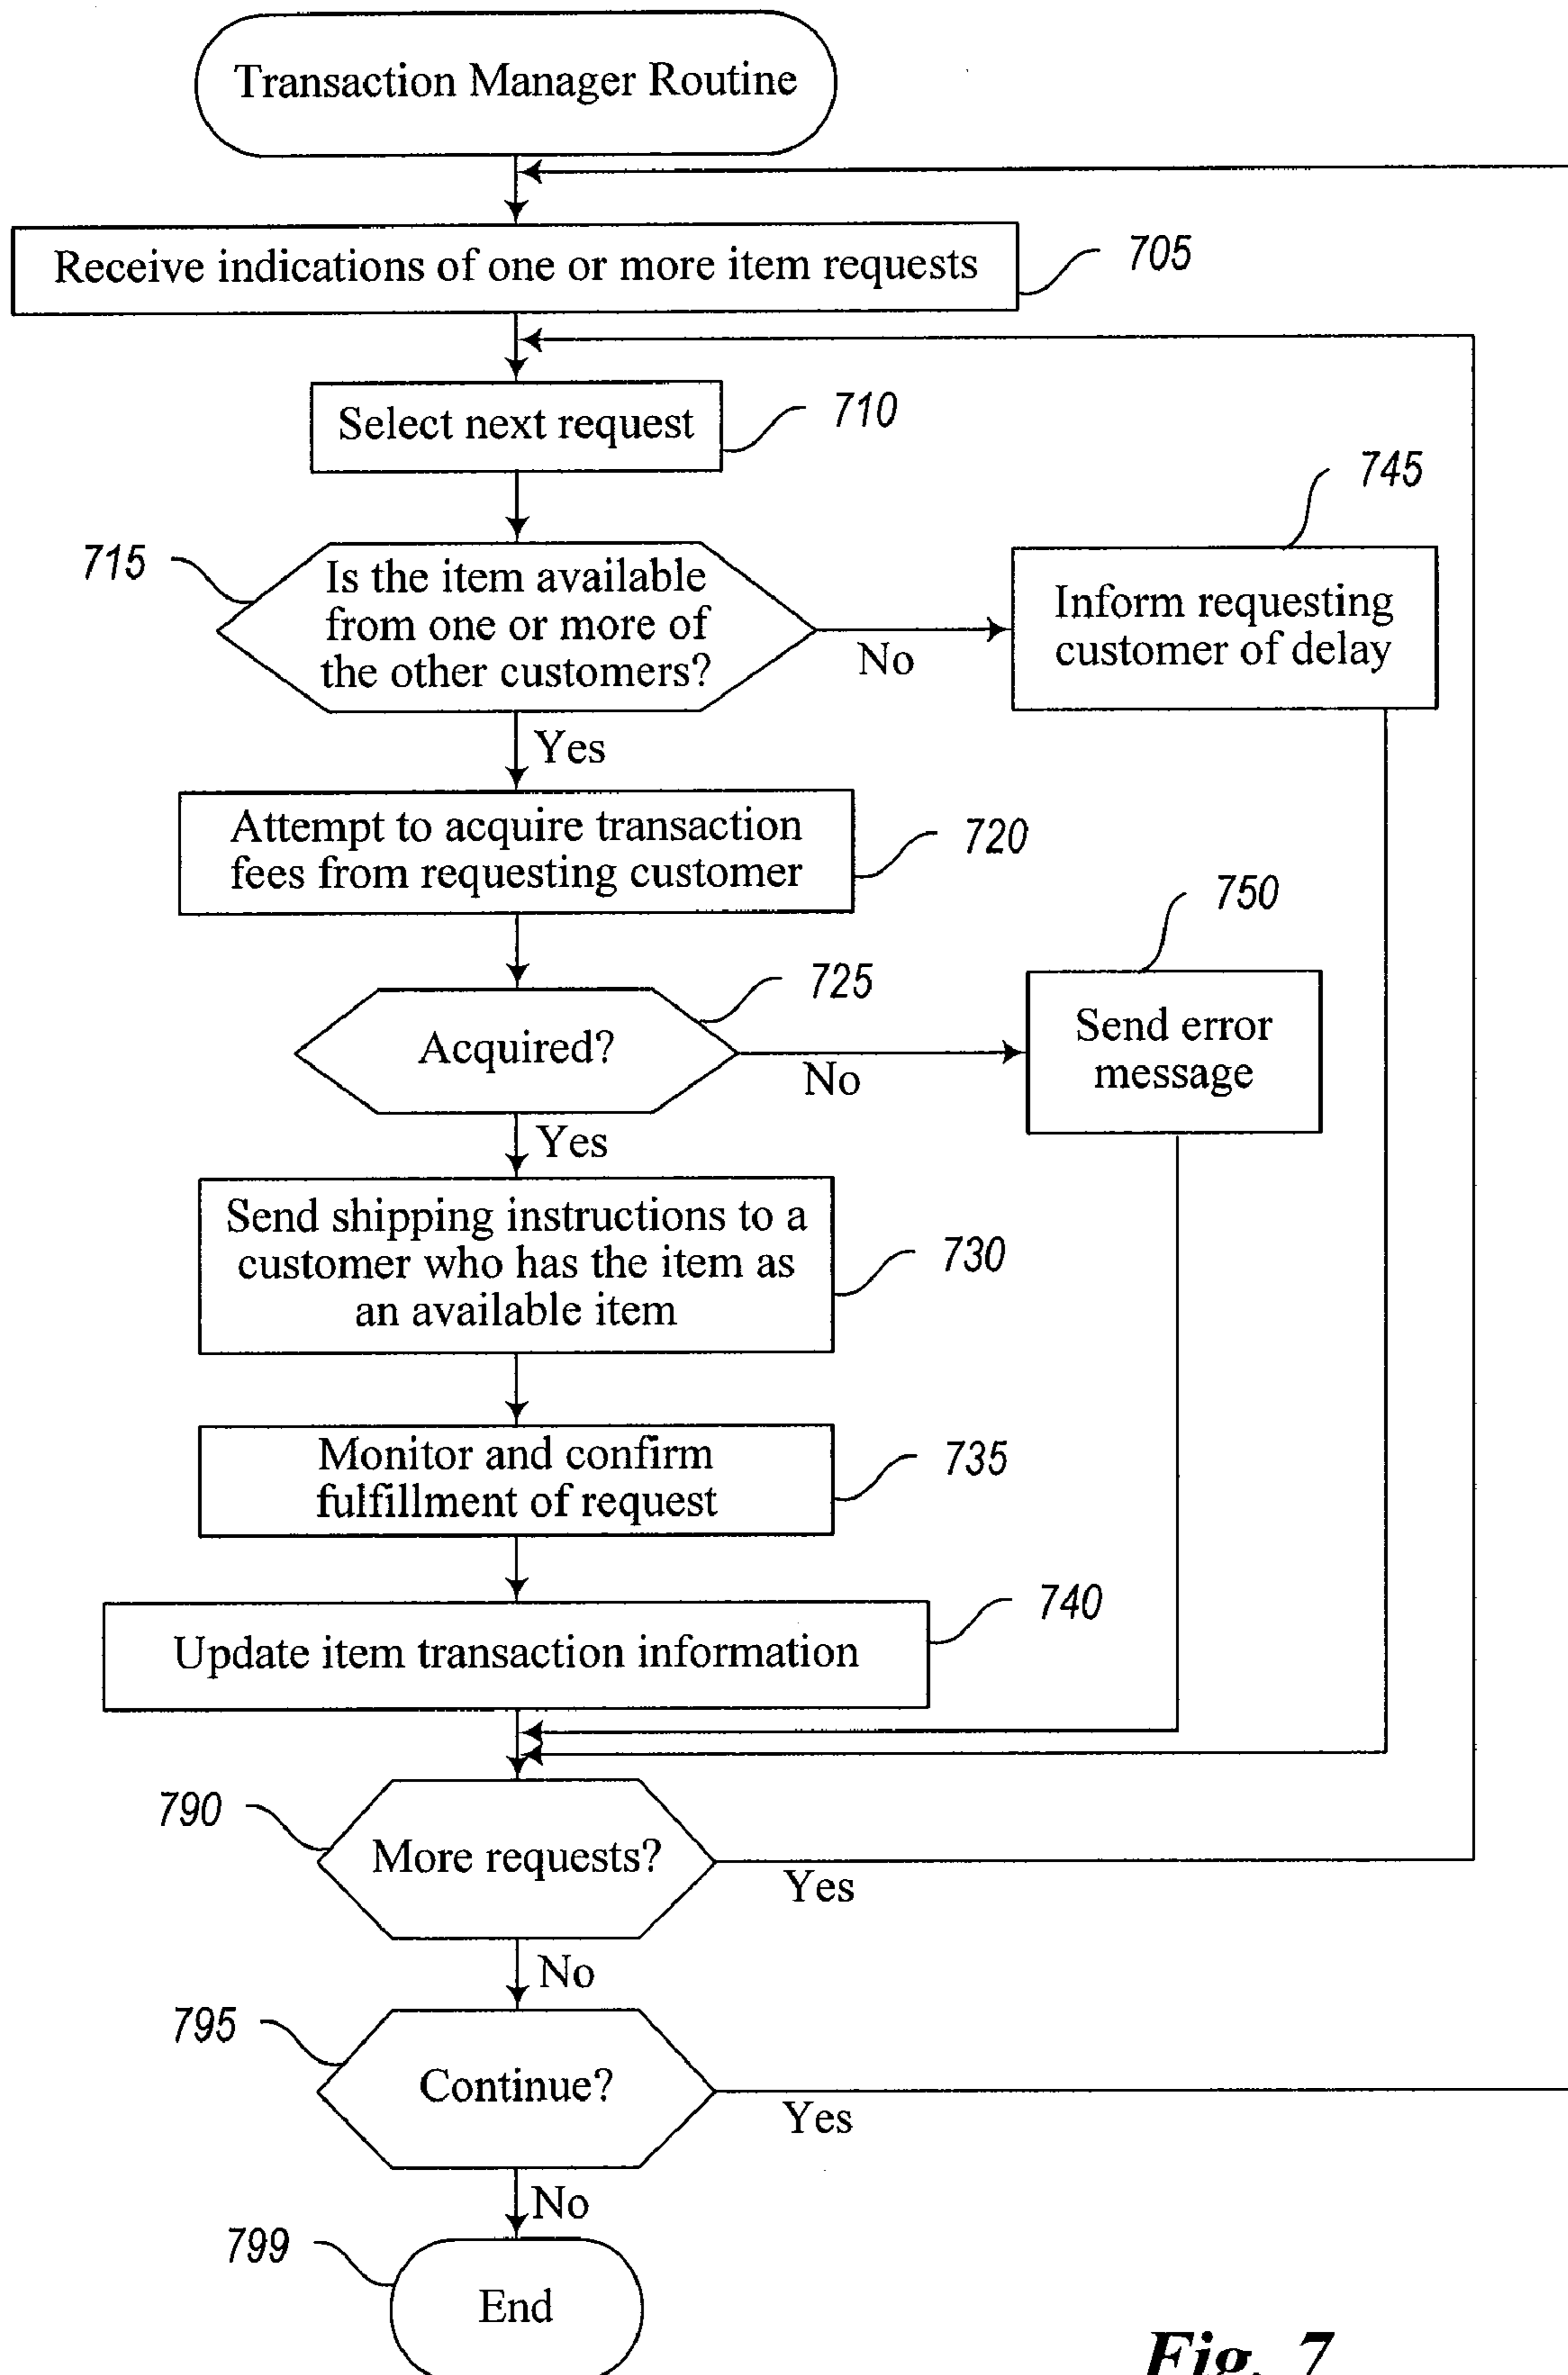 Transaction Manager Routine
Receive indications of one or more item requests
705
Select next request
710
745
715
Is the item available
from one or more of
the other customers?
No
Inform requesting
customer of delay
Yes
Attempt to acquire transaction
fees from requesting customer
720
750
725
Acquired?
No
Send error
message
Yes
Send shipping instructions to a
customer who has the item as
an available item
730
Monitor and confirm
fulfillment of request
735
740
Update item transaction information
790
More requests?
Yes
No
795
Continue?
Yes
No
799
End
Fig. 7